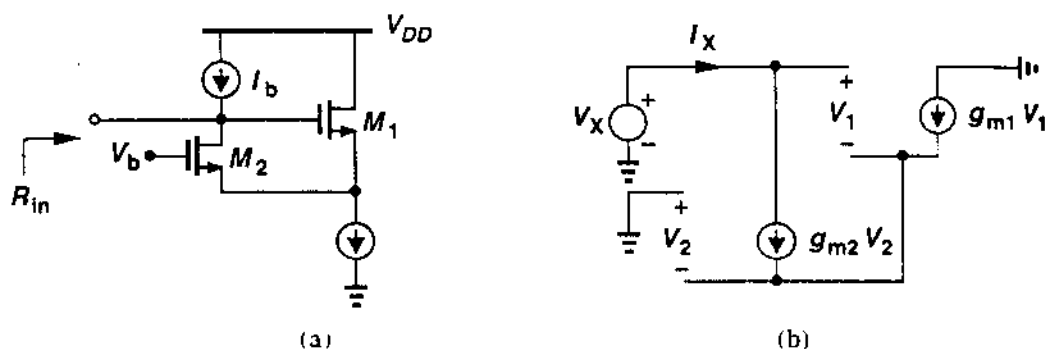 V_DD
I_b
M_1
V_b
M_2
R_in
(a)
I_X
V_X
+
-
+
V_1
-
g_m1 V_1
+
V_2
-
g_m2 V_2
(b)